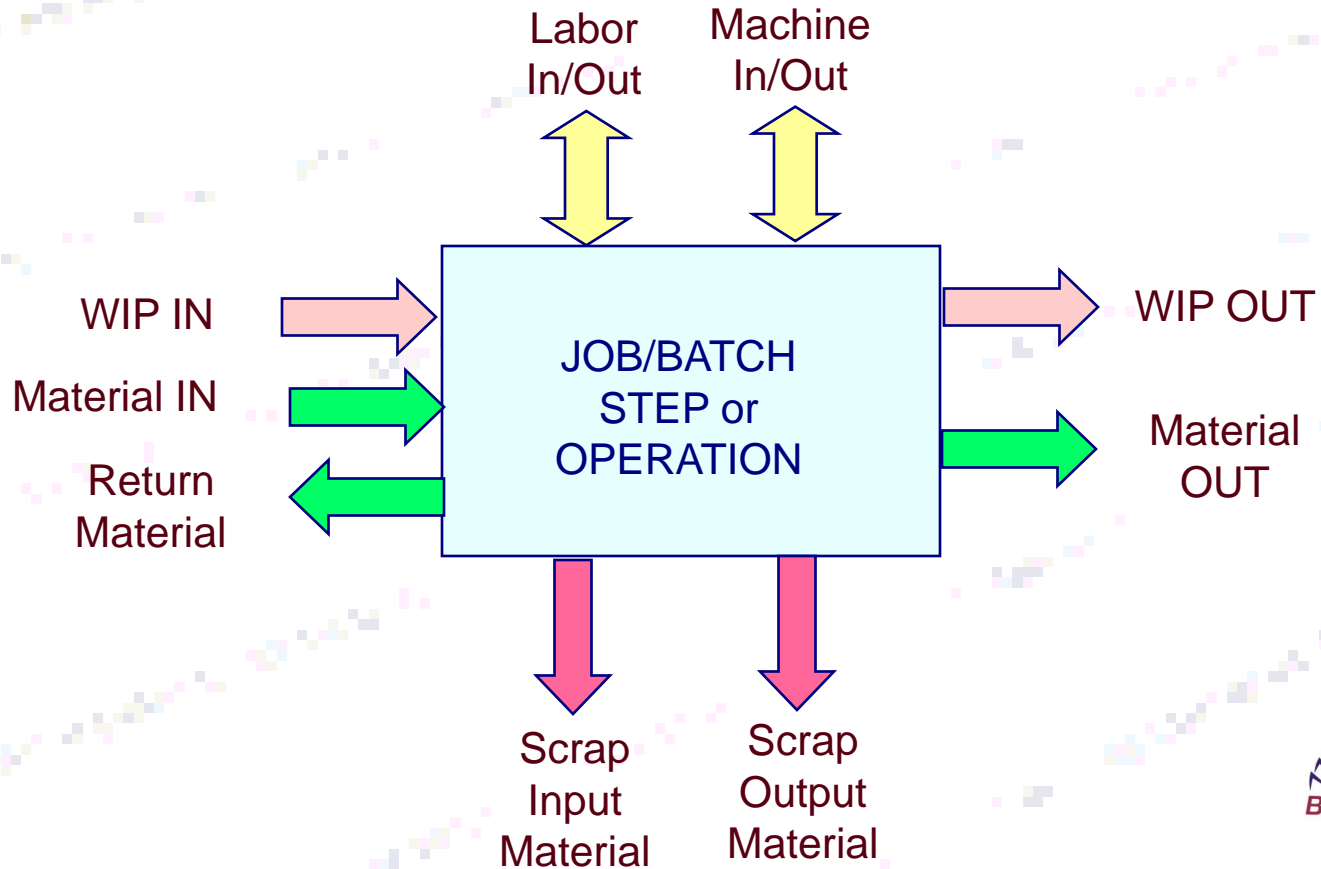 Labor
In/Out
Machine
In/Out
WIP IN
Material IN
Return
Material
JOB/BATCH
STEP or
OPERATION
WIP OUT
Material
OUT
Scrap
Input
Material
Scrap
Output
Material